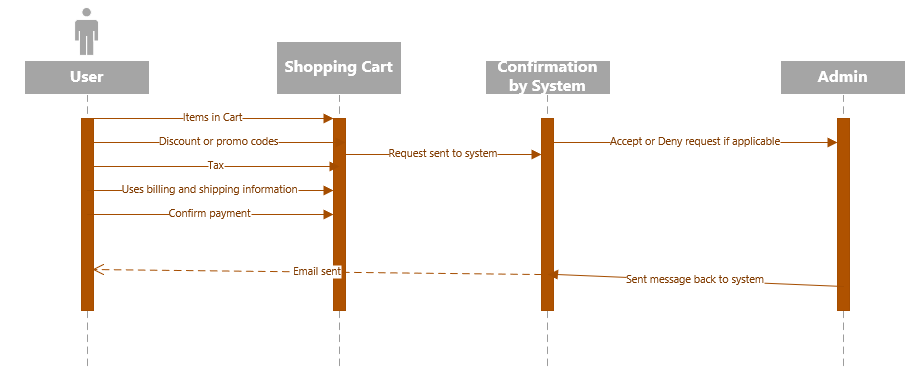 User
Shopping Cart
Confirmation
by System
Admin
Items in Cart
Discount or promo codes
Accept or Deny request if applicable
Request sent to system
Tax
Uses billing and shipping information
Confirm payment
Email sent
Sent message back to system